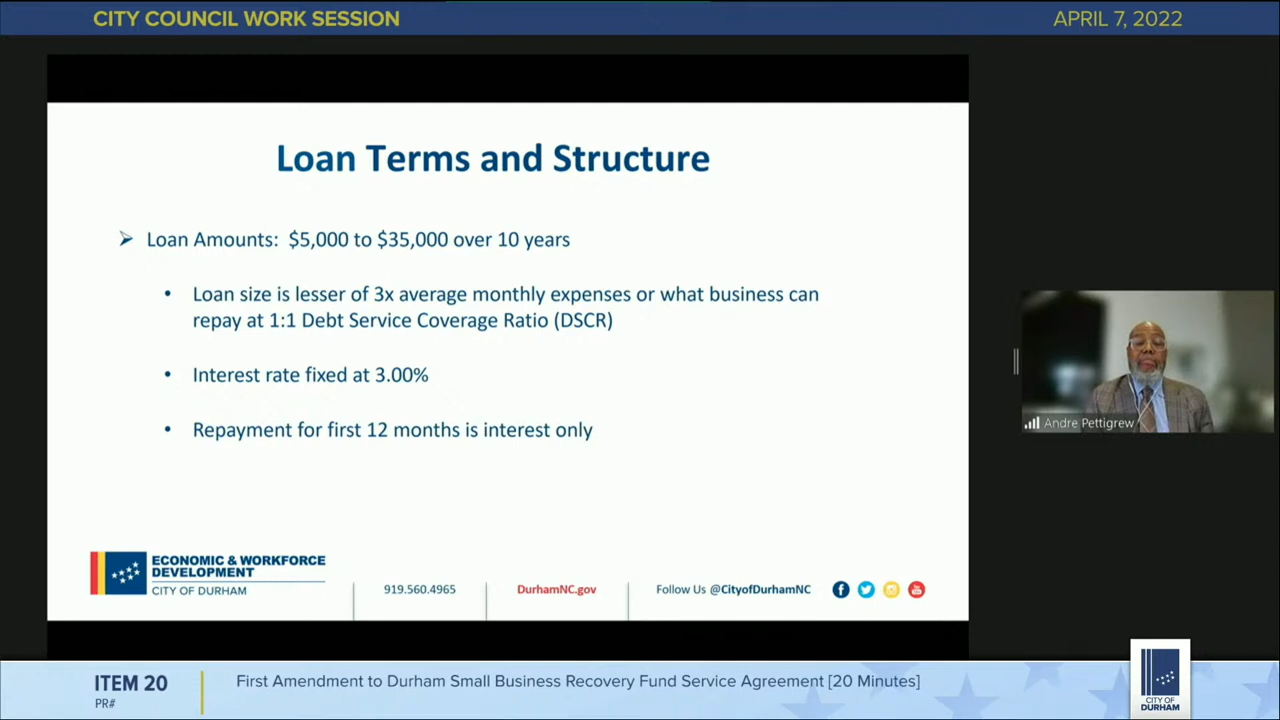 CITY COUNCIL WORK SESSION
APRIL 7, 2022
Loan Terms and Structure
Loan Amounts: $5,000 to $35,000 over 10 years
Loan size is lesser of 3x average monthly expenses or what business can
repay at 1:1 Debt Service Coverage Ratio (DSCR)
Interest rate fixed at 3.00%
Repayment for first 12 months is interest only
Andre Pettigrew
ECONOMIC & WORKFORCE
DEVELOPMENT
CITY OF DURHAM
919.560.4965
DurhamNC.gov
Follow Us @CityofDurhamNC
ITEM 20
PR#
First Amendment to Durham Small Business Recovery Fund Service Agreement [20 Minutes]
CITY OF
DURHAM